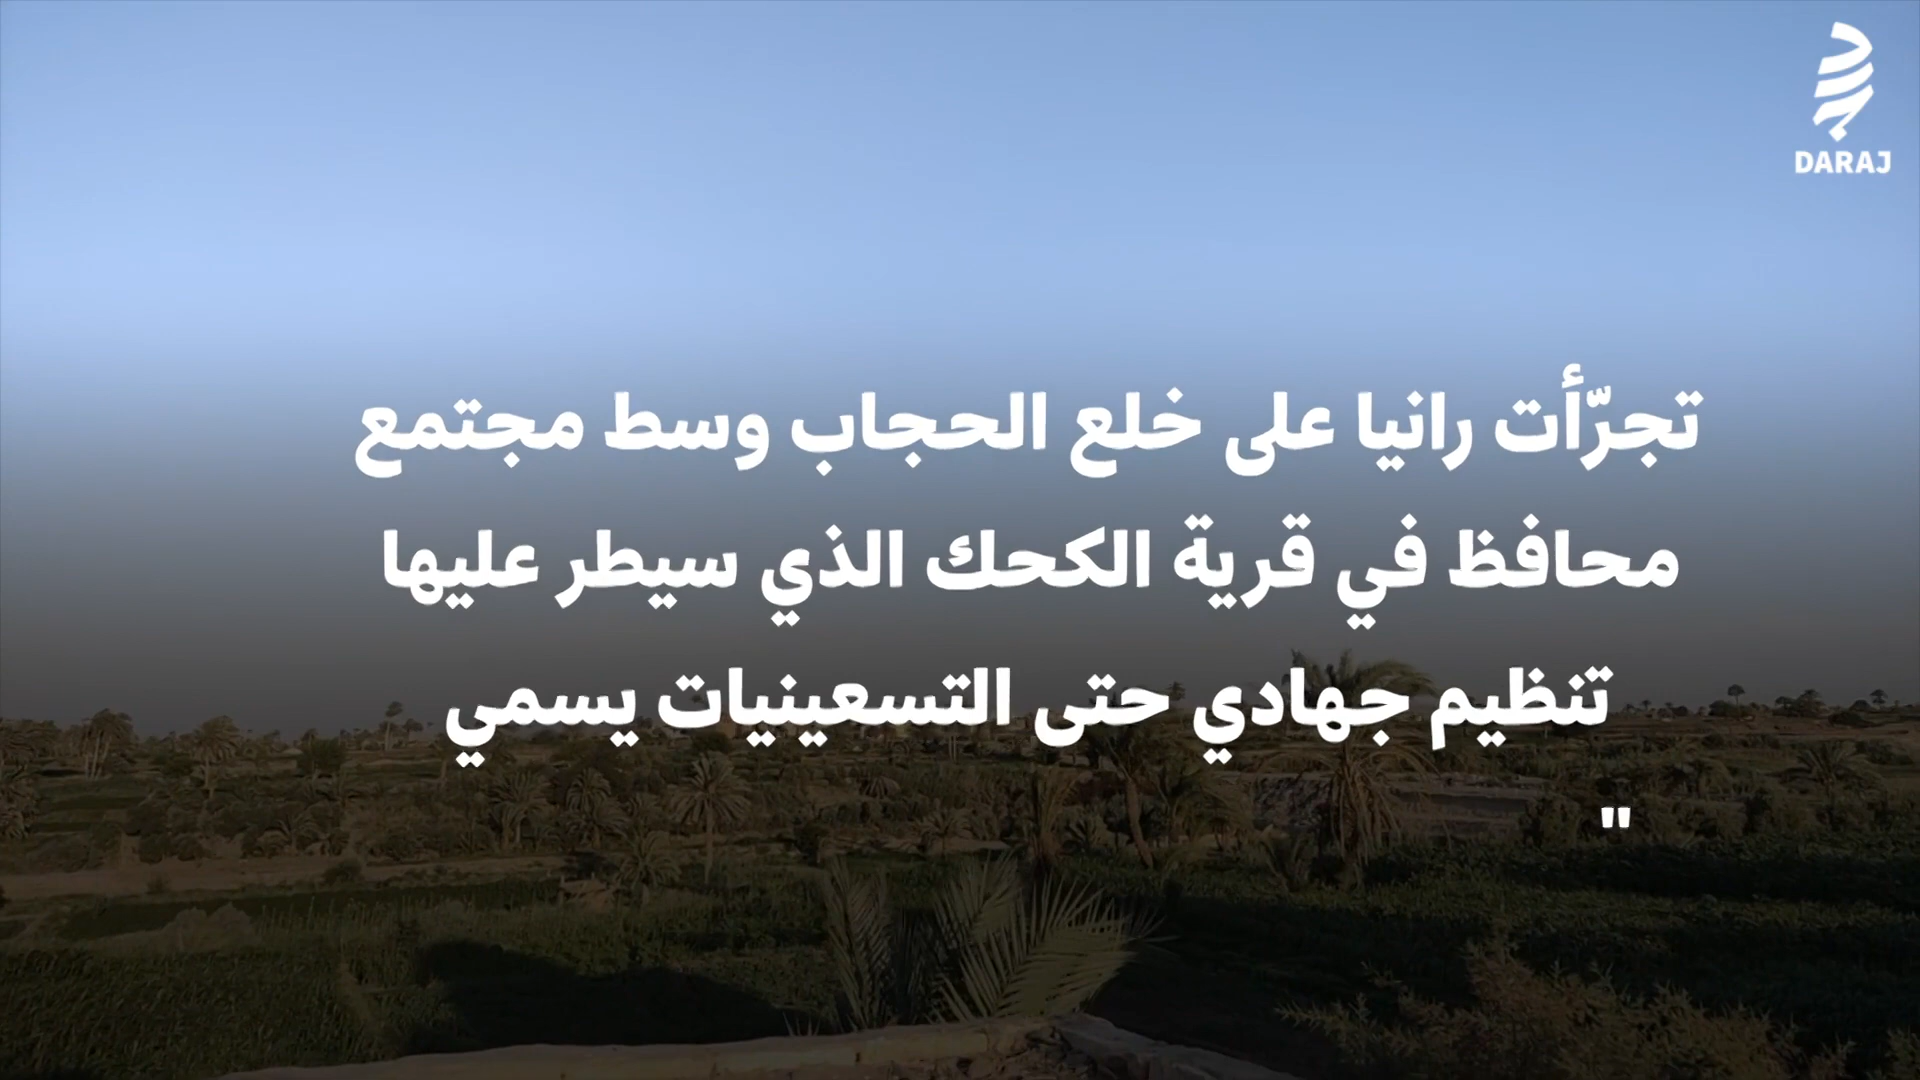 DARAJ
تجرّأت رانيا على خلع الحجاب وسط مجتمع
محافظ في قرية الكحك الذي سيطر عليها
تنظيم جهادي حتى التسعينيات يسمي
"